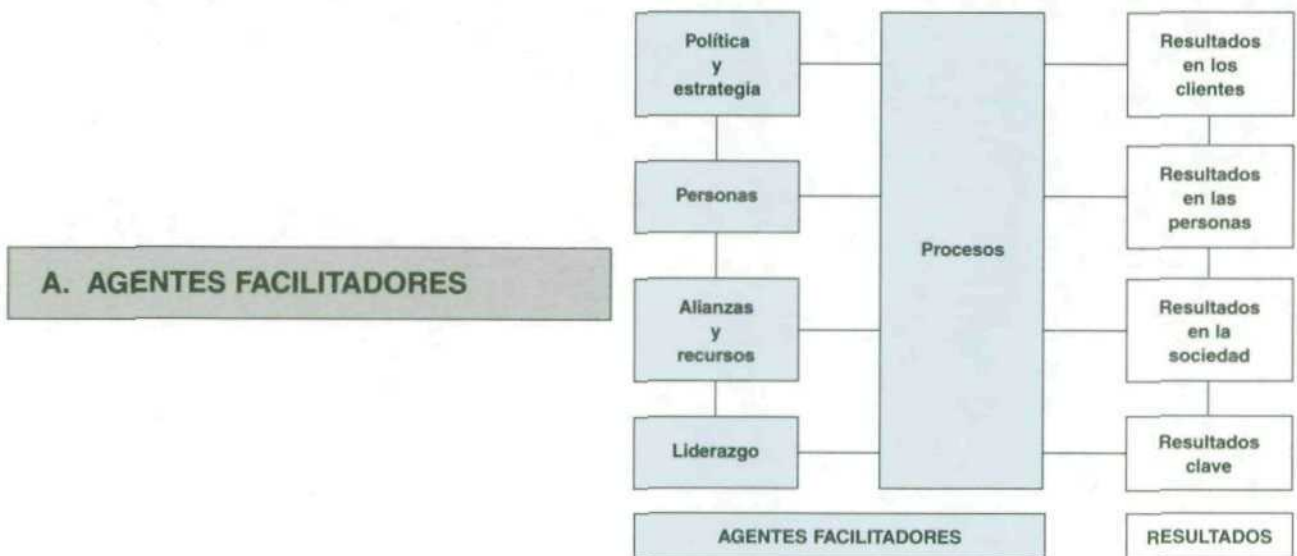 A. AGENTES FACILITADORES
Política
y
estrategia
Personas
Alianzas
y
recursos
Liderazgo
Procesos
Resultados
en los
clientes
Resultados
en las
personas
Resultados
en la
sociedad
Resultados
clave
AGENTES FACILITADORES
RESULTADOS